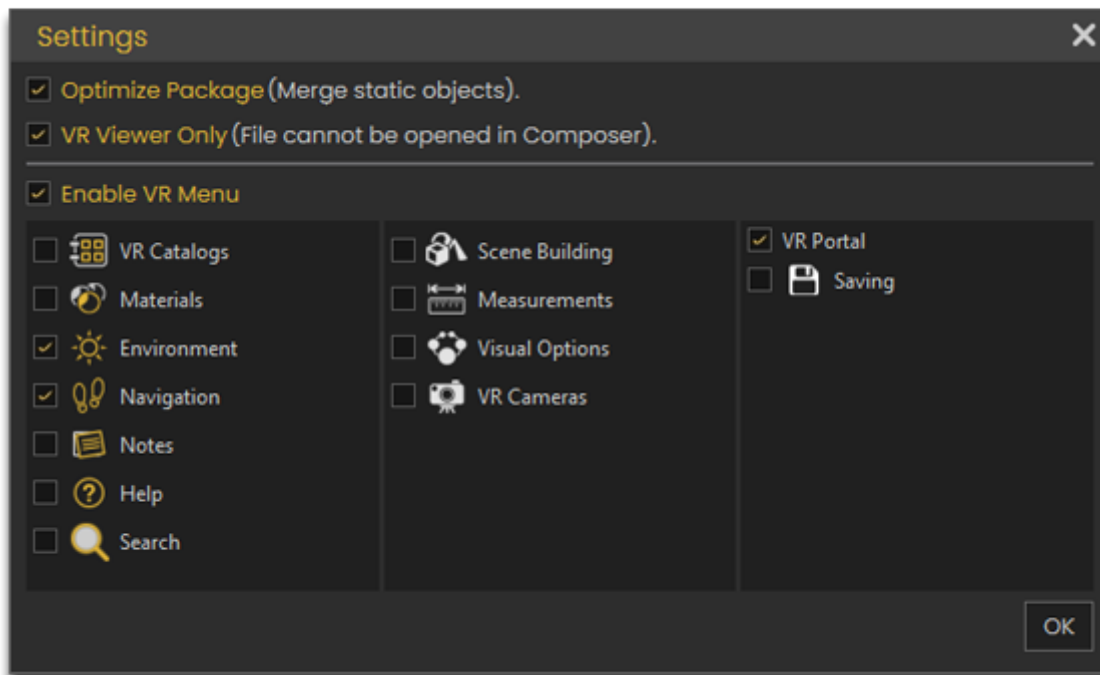 Settings
Optimize Package (Merge static objects).
VR Viewer Only (File cannot be opened in Composer).
Enable VR Menu
VR Catalogs
Materials
Environment
Navigation
Notes
Help
Search
Scene Building
Measurements
Visual Options
VR Cameras
VR Portal
Saving
OK